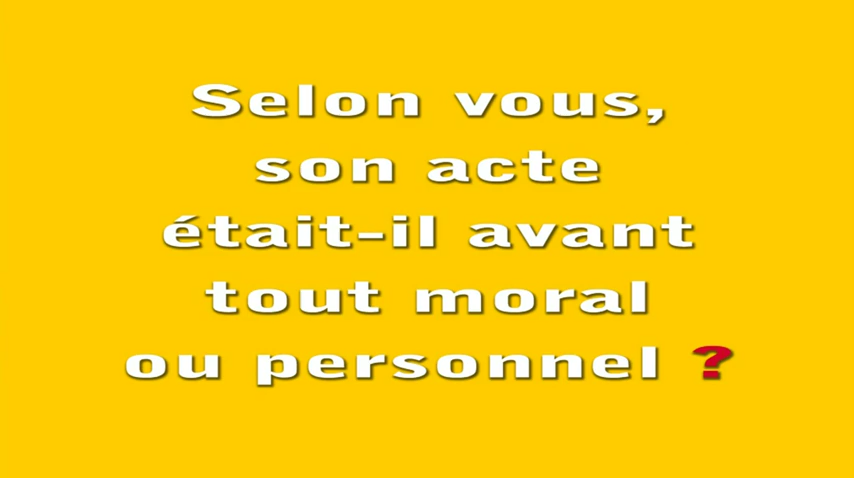 Selon vous,
son acte
était-il avant
tout moral
ou personnel ?